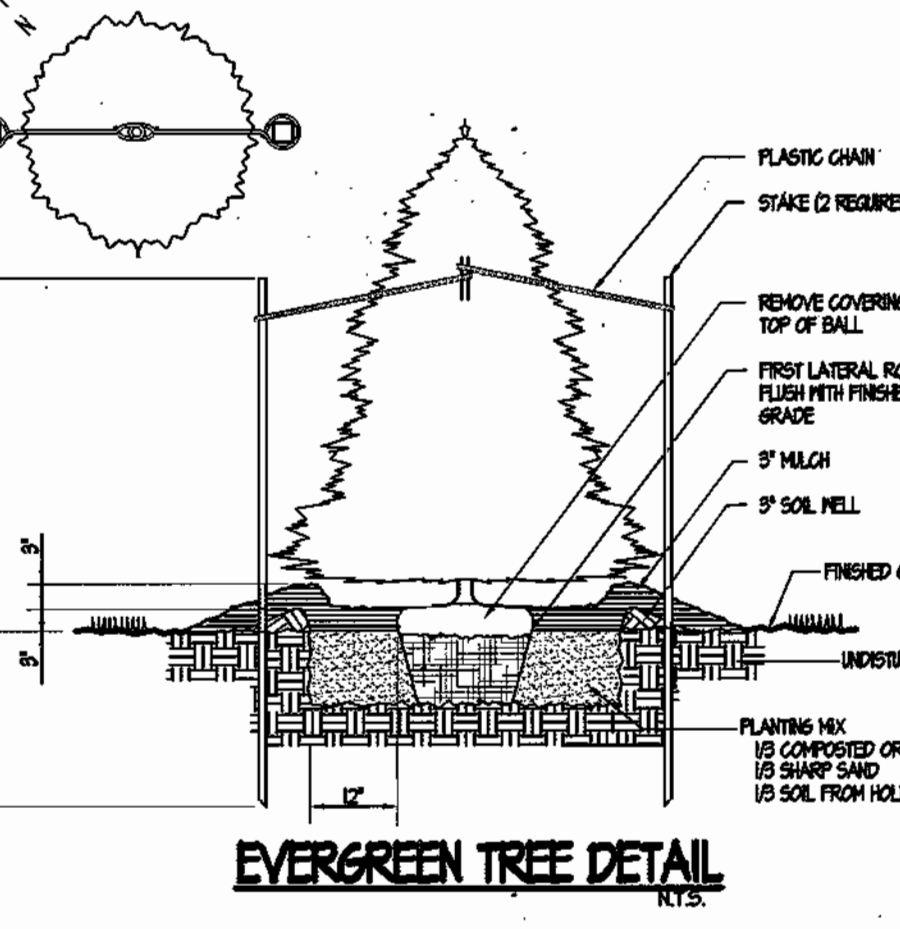 N
PLASTIC CHAIN
STAKE (2 REQUIRE
REMOVE COVERING
TOP OF BALL
FIRST LATERAL RO
FLUSH WITH FINISHE
GRADE
3" MULCH
3" SOIL WELL
3"
FINISHED G
3"
UNDISTU
PLANTING MIX
1/3 COMPOSTED OR
1/3 SHARP SAND
1/3 SOIL FROM HOL
12"
EVERGREEN TREE DETAIL
N.T.S.